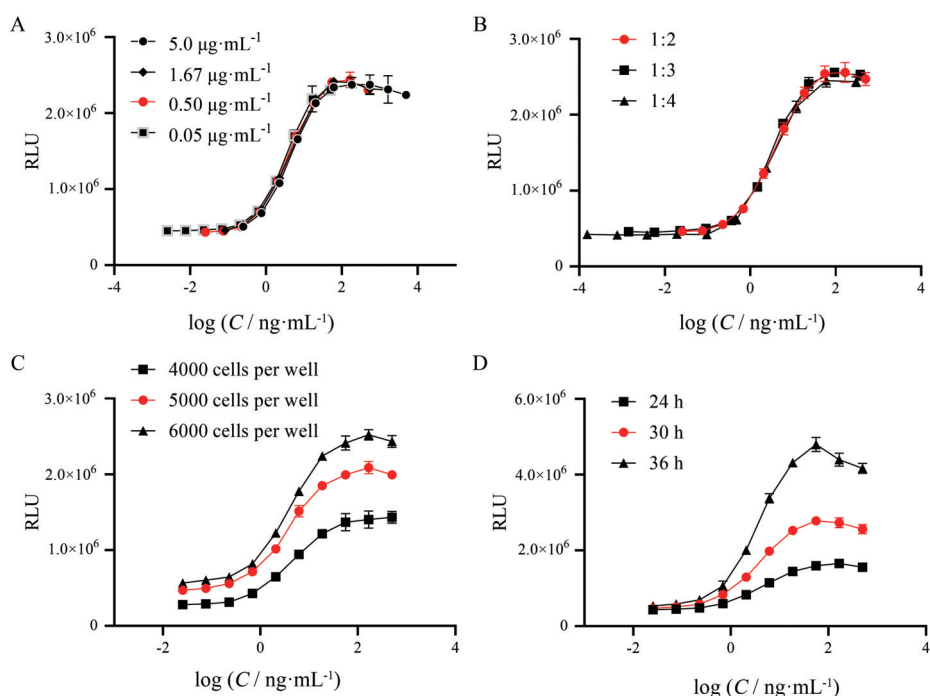 A
5.0 μg·mL⁻¹
1.67 μg·mL⁻¹
0.50 μg·mL⁻¹
0.05 μg·mL⁻¹
3.0×10⁶
2.0×10⁶
1.0×10⁶
0
RLU
-4 -2 0 2 4
log (C / ng·mL⁻¹)
B
1:2
1:3
1:4
3.0×10⁶
2.0×10⁶
1.0×10⁶
0
RLU
-4 -2 0 2 4
log (C / ng·mL⁻¹)
C
4000 cells per well
5000 cells per well
6000 cells per well
3.0×10⁶
2.0×10⁶
1.0×10⁶
0
RLU
-2 0 2 4
log (C / ng·mL⁻¹)
D
24 h
30 h
36 h
6.0×10⁶
4.0×10⁶
2.0×10⁶
0
RLU
-2 0 2 4
log (C / ng·mL⁻¹)